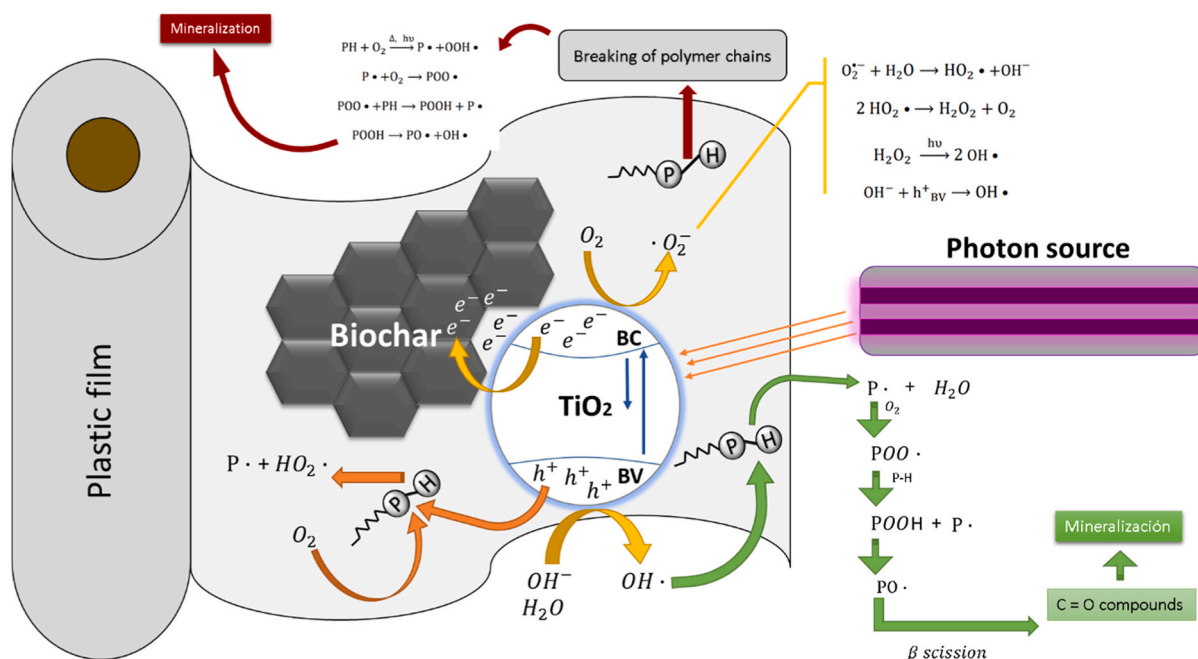 Mineralization
PH + O₂ →(Δ, hυ) P • +OOH •
P • +O₂ → POO •
POO • +PH → POOH + P •
POOH → PO • +OH •
Breaking of polymer chains
O₂•⁻ + H₂O → HO₂ • +OH⁻
2 HO₂ • → H₂O₂ + O₂
H₂O₂ →(hυ) 2 OH •
OH⁻ + h⁺BV → OH •
P H
Plastic film
Biochar
e⁻ e⁻ e⁻
e⁻ e⁻ e⁻
e⁻ e⁻ e⁻
O₂
· O₂⁻
BC
TiO₂
BV
h⁺ h⁺ h⁺
Photon source
P· + HO₂·
P H
O₂
OH⁻
H₂O
OH ·
P H
P· + H₂O
O₂
POO ·
P-H
POOH + P·
PO·
β scission
Mineralización
C = O compounds